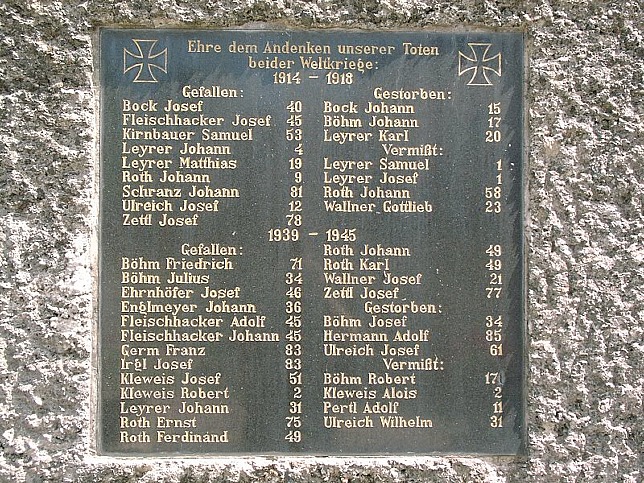 Ehre dem Andenken unserer Toten
beider Weltkriege:
1914 – 1918
Gefallen:
Bock Josef 40
Fleischhacker Josef 45
Kirnbauer Samuel 53
Leyrer Johann 4
Leyrer Matthias 19
Roth Johann 9
Schranz Johann 81
Ulreich Josef 12
Zettl Josef 78
Gestorben:
Bock Johann 15
Böhm Johann 17
Leyrer Karl 20
Vermißt:
Leyrer Samuel 1
Leyrer Josef 1
Roth Johann 58
Wallner Gottlieb 23
1939 – 1945
Gefallen:
Böhm Friedrich 71
Böhm Julius 34
Ehrnhöfer Josef 46
Englmeyer Johann 36
Fleischhacker Adolf 45
Fleischhacker Johann 45
Germ Franz 83
Irgl Josef 83
Kleweis Josef 51
Kleweis Robert 2
Leyrer Johann 31
Roth Ernst 75
Roth Ferdinand 49
Roth Johann 49
Roth Karl 49
Wallner Josef 21
Zettl Josef 77
Gestorben:
Böhm Josef 34
Hermann Adolf 85
Ulreich Josef 61
Vermißt:
Böhm Robert 17
Kleweis Alois 2
Pertl Adolf 11
Ulreich Wilhelm 31